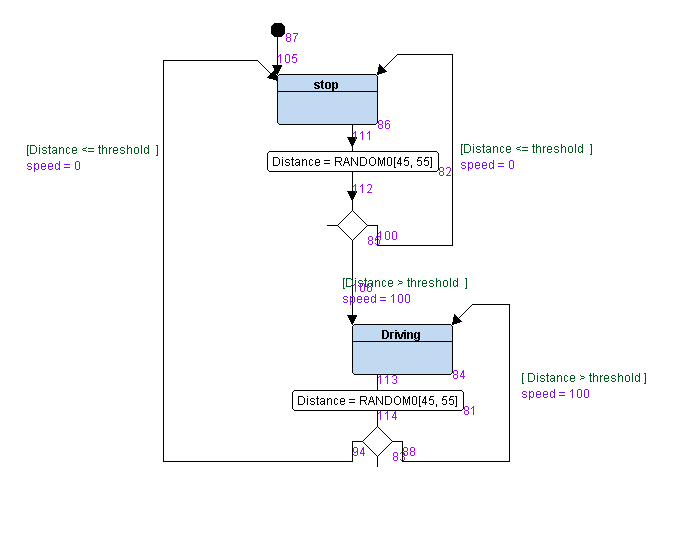 87
105
stop
86
111
[Distance <= threshold ]
speed = 0
[Distance <= threshold ]
speed = 0
Distance = RANDOM0[45, 55]
82
112
100
85
[Distance > threshold ]
106
speed = 100
Driving
84
113
[ Distance > threshold ]
speed = 100
Distance = RANDOM0[45, 55]
81
114
94
83
88